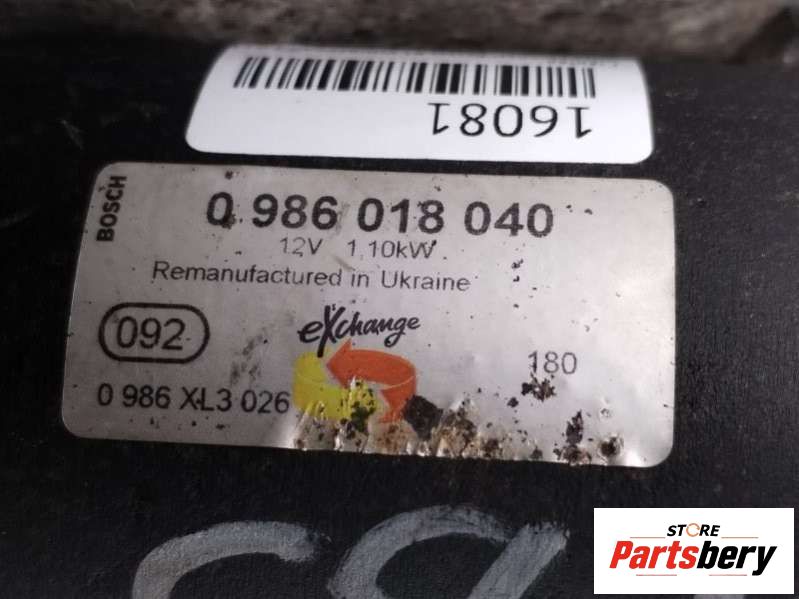 16081
BOSCH
0 986 018 040
12V 1,10kW
Remanufactured in Ukraine
092
eXchange
180
0 986 XL3 026
STORE
Partsbery